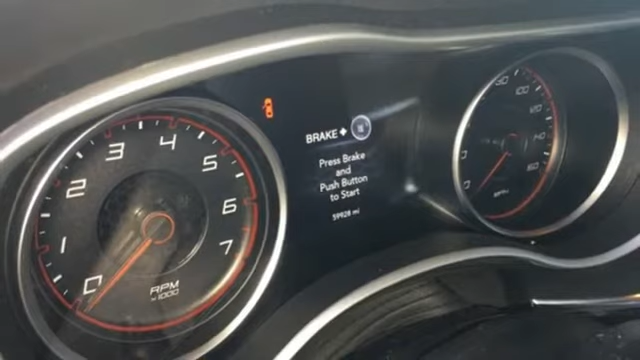 0
1
2
3
4
5
6
7
RPM
x1000
BRAKE +
Press Brake
and
Push Button
to Start
59928 mi
100
120
140
160
MPH